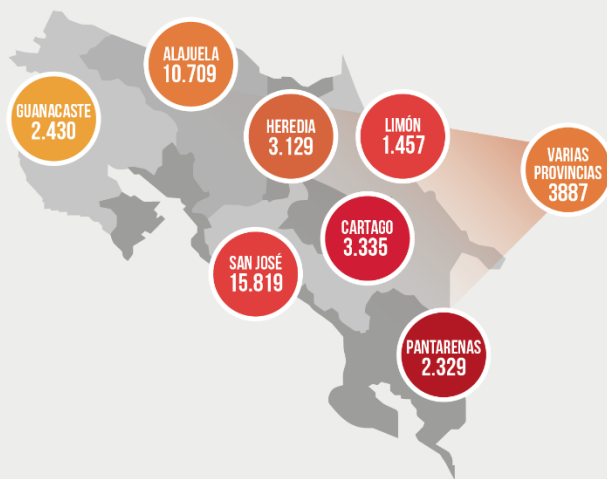 ALAJUELA
10.709
GUANACASTE
2.430
HEREDIA
3.129
LIMÓN
1.457
VARIAS
PROVINCIAS
3887
CARTAGO
3.335
SAN JOSÉ
15.819
PANTARENAS
2.329